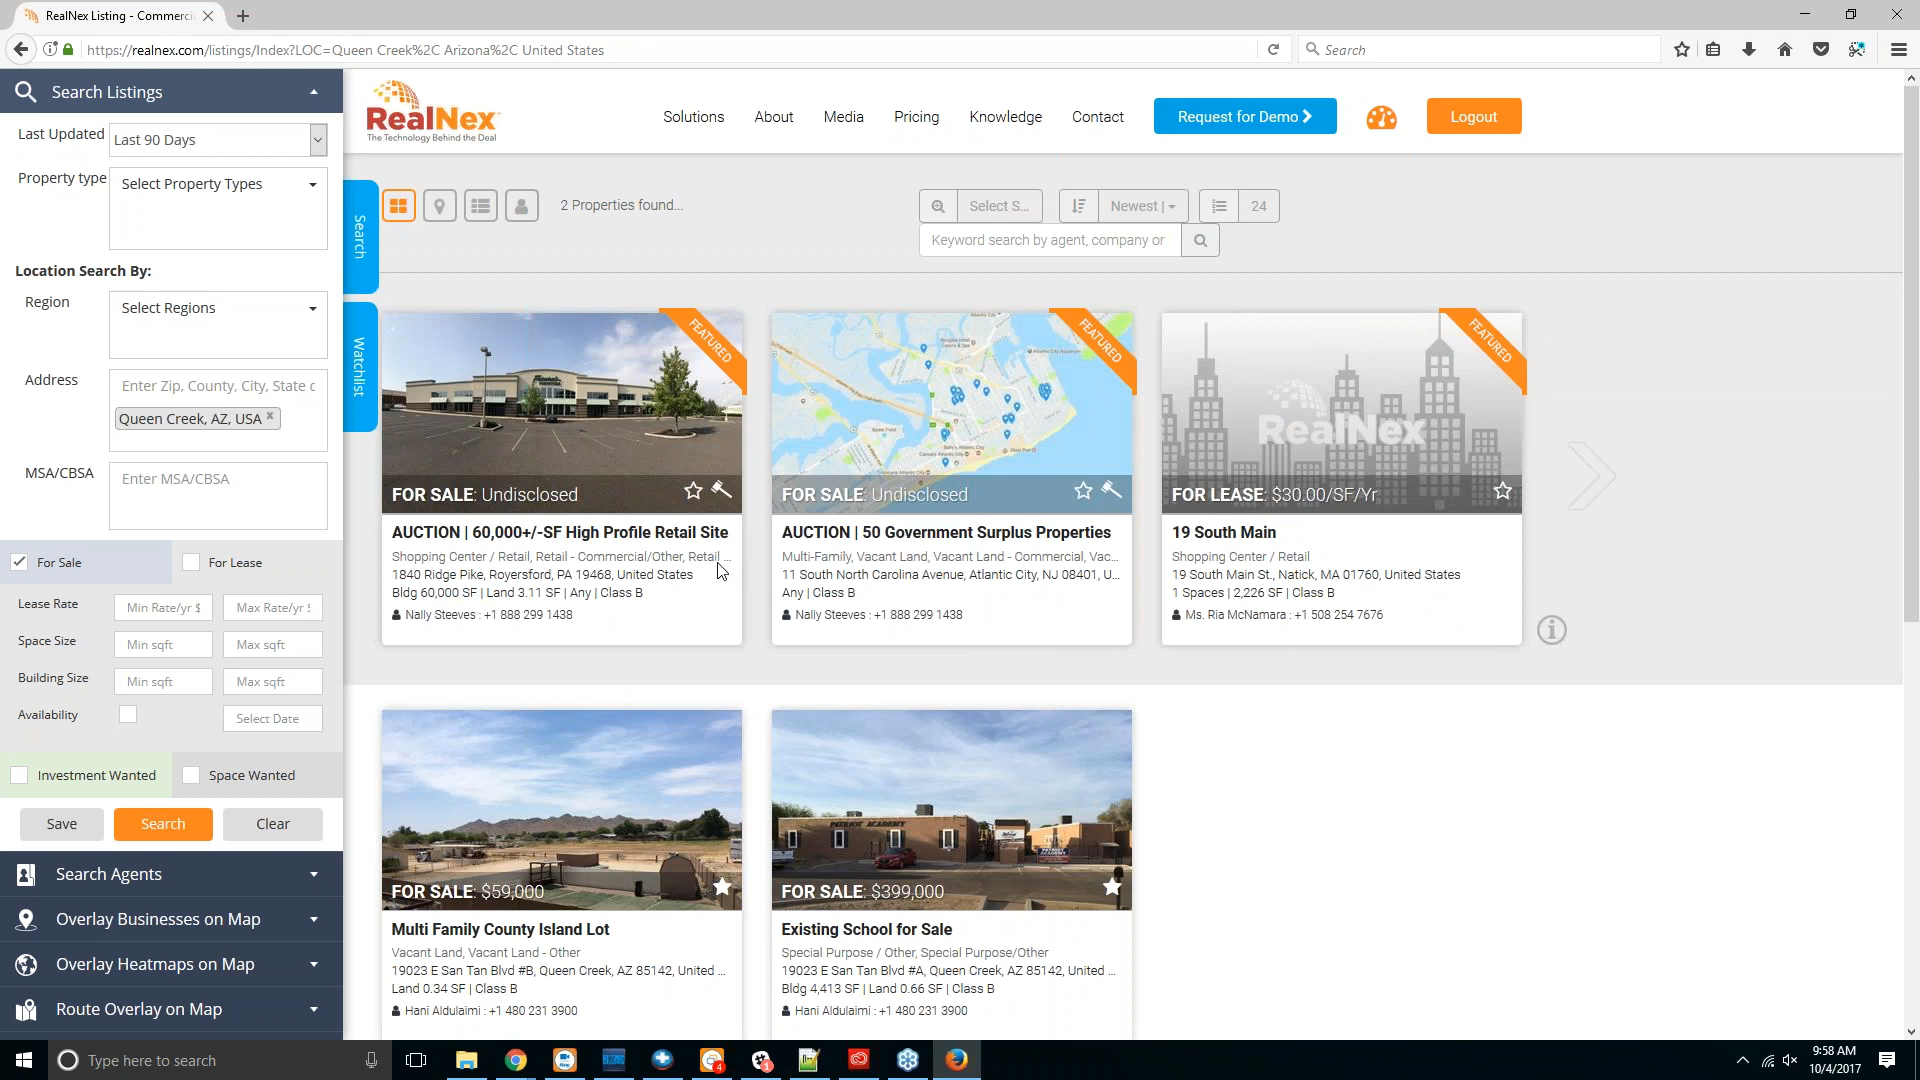 RealNex Listing - Commerci
https://realnex.com/listings/Index?LOC=Queen Creek%2C Arizona%2C United States
Search
Search Listings
Last Updated
Last 90 Days
Property type
Select Property Types
Location Search By:
Region
Select Regions
Address
Enter Zip, County, City, State c
Queen Creek, AZ, USA
MSA/CBSA
Enter MSA/CBSA
For Sale
For Lease
Lease Rate
Min Rate/yr $
Max Rate/yr
Space Size
Min sqft
Max sqft
Building Size
Min sqft
Max sqft
Availability
Select Date
Investment Wanted
Space Wanted
Save
Search
Clear
Search Agents
Overlay Businesses on Map
Overlay Heatmaps on Map
Route Overlay on Map
RealNex
The Technology Behind the Deal
Solutions
About
Media
Pricing
Knowledge
Contact
Request for Demo
Logout
Search
Watchlist
2 Properties found...
Select S...
Newest |
24
Keyword search by agent, company or
FEATURED
FOR SALE: Undisclosed
AUCTION | 60,000+/-SF High Profile Retail Site
Shopping Center / Retail, Retail - Commercial/Other, Retail ...
1840 Ridge Pike, Royersford, PA 19468, United States
Bldg 60,000 SF | Land 3.11 SF | Any | Class B
Nally Steeves : +1 888 299 1438
FEATURED
FOR SALE: Undisclosed
AUCTION | 50 Government Surplus Properties
Multi-Family, Vacant Land, Vacant Land - Commercial, Vac...
11 South North Carolina Avenue, Atlantic City, NJ 08401, U...
Any | Class B
Nally Steeves : +1 888 299 1438
FEATURED
RealNex
FOR LEASE: $30.00/SF/Yr
19 South Main
Shopping Center / Retail
19 South Main St., Natick, MA 01760, United States
1 Spaces | 2,226 SF | Class B
Ms. Ria McNamara : +1 508 254 7676
FOR SALE: $59,000
Multi Family County Island Lot
Vacant Land, Vacant Land - Other
19023 E San Tan Blvd #B, Queen Creek, AZ 85142, United ...
Land 0.34 SF | Class B
Hani Aldulaimi : +1 480 231 3900
PATRIOT ACADEMY
FOR SALE: $399,000
Existing School for Sale
Special Purpose / Other, Special Purpose/Other
19023 E San Tan Blvd #A, Queen Creek, AZ 85142, United ...
Bldg 4,413 SF | Land 0.66 SF | Class B
Hani Aldulaimi : +1 480 231 3900
Type here to search
4
1
9:58 AM
10/4/2017